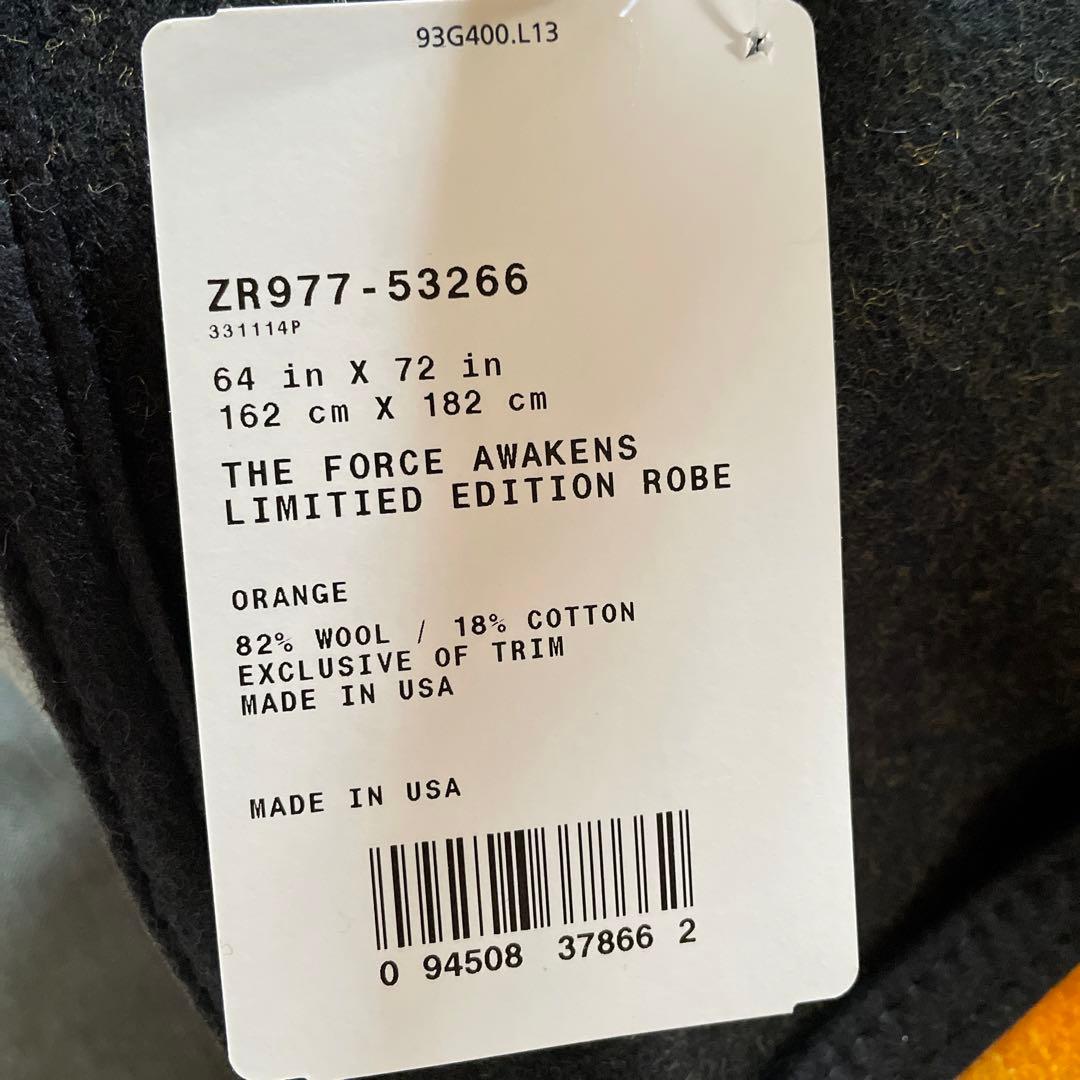 93G400.L13
ZR977-53266
331114P
64 in X 72 in
162 cm X 182 cm
THE FORCE AWAKENS
LIMITIED EDITION ROBE
ORANGE
82% WOOL / 18% COTTON
EXCLUSIVE OF TRIM
MADE IN USA
MADE IN USA
0 94508 37866 2